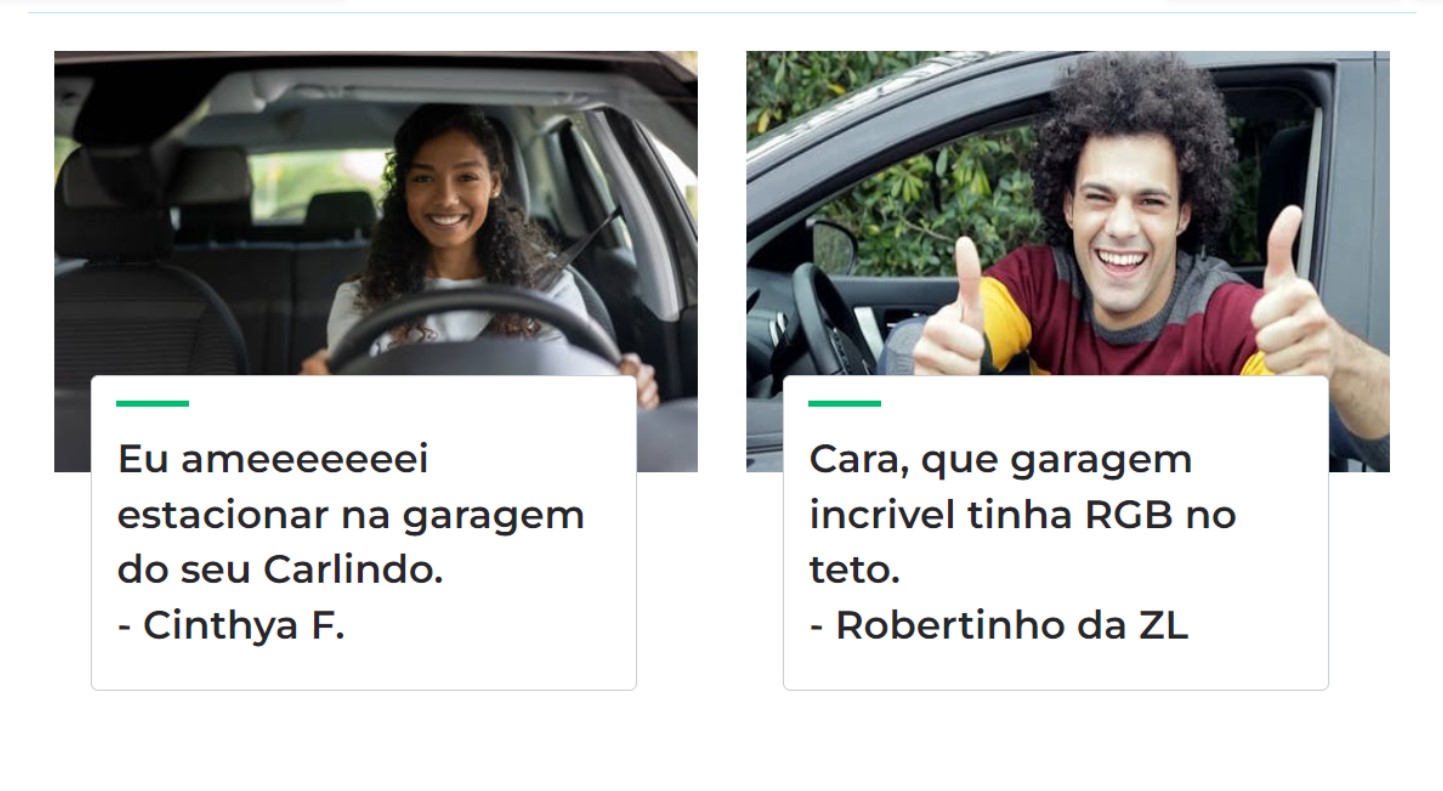 Eu ameeeeeeei
estacionar na garagem
do seu Carlindo.
- Cinthya F.
Cara, que garagem
incrivel tinha RGB no
teto.
- Robertinho da ZL